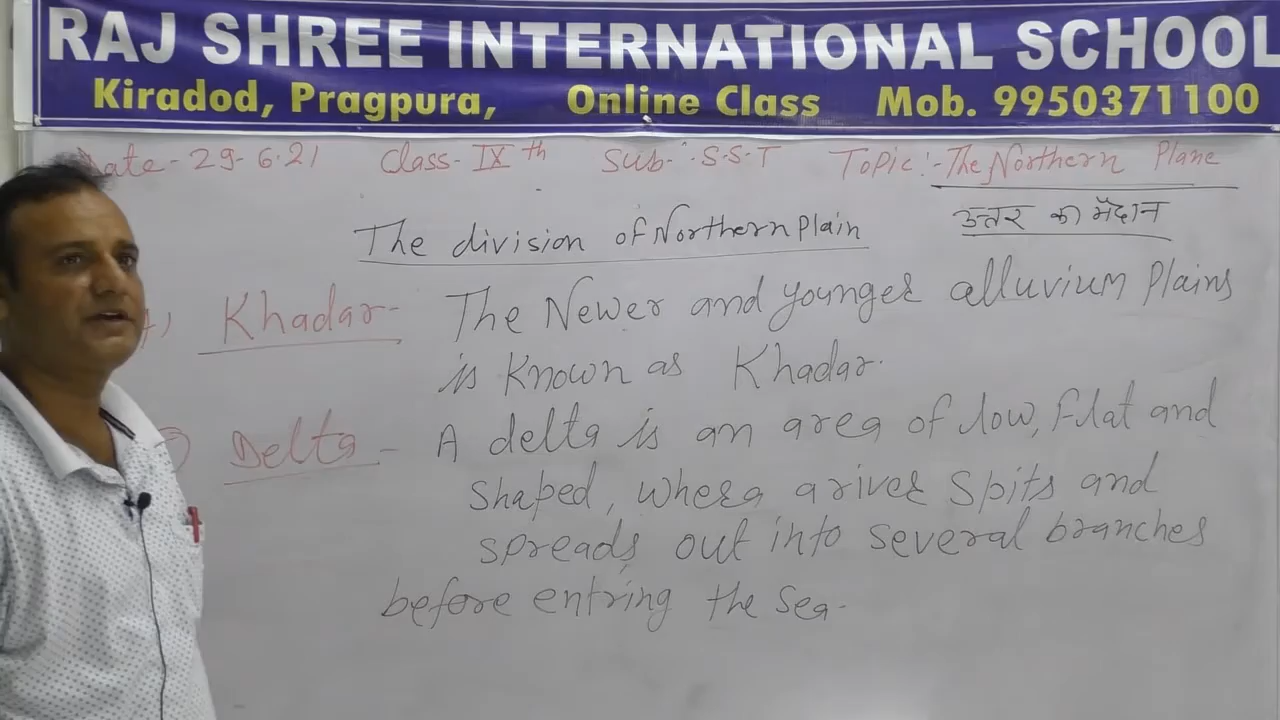 RAJ SHREE INTERNATIONAL SCHOOL
Kiradod, Pragpura, Online Class Mob. 9950371100
Date-29-6-21 Class-IXth Sub-S.S.T Topic:-The Northern Plane
The division of Northern Plain उत्तर का मैदान
Khadar- The Newer and younger alluvium Plains
is known as Khadar.
Delta- A delta is an area of low, Flat and
Shaped, where a river Spits and
spreads out into several branches
before entring the sea.